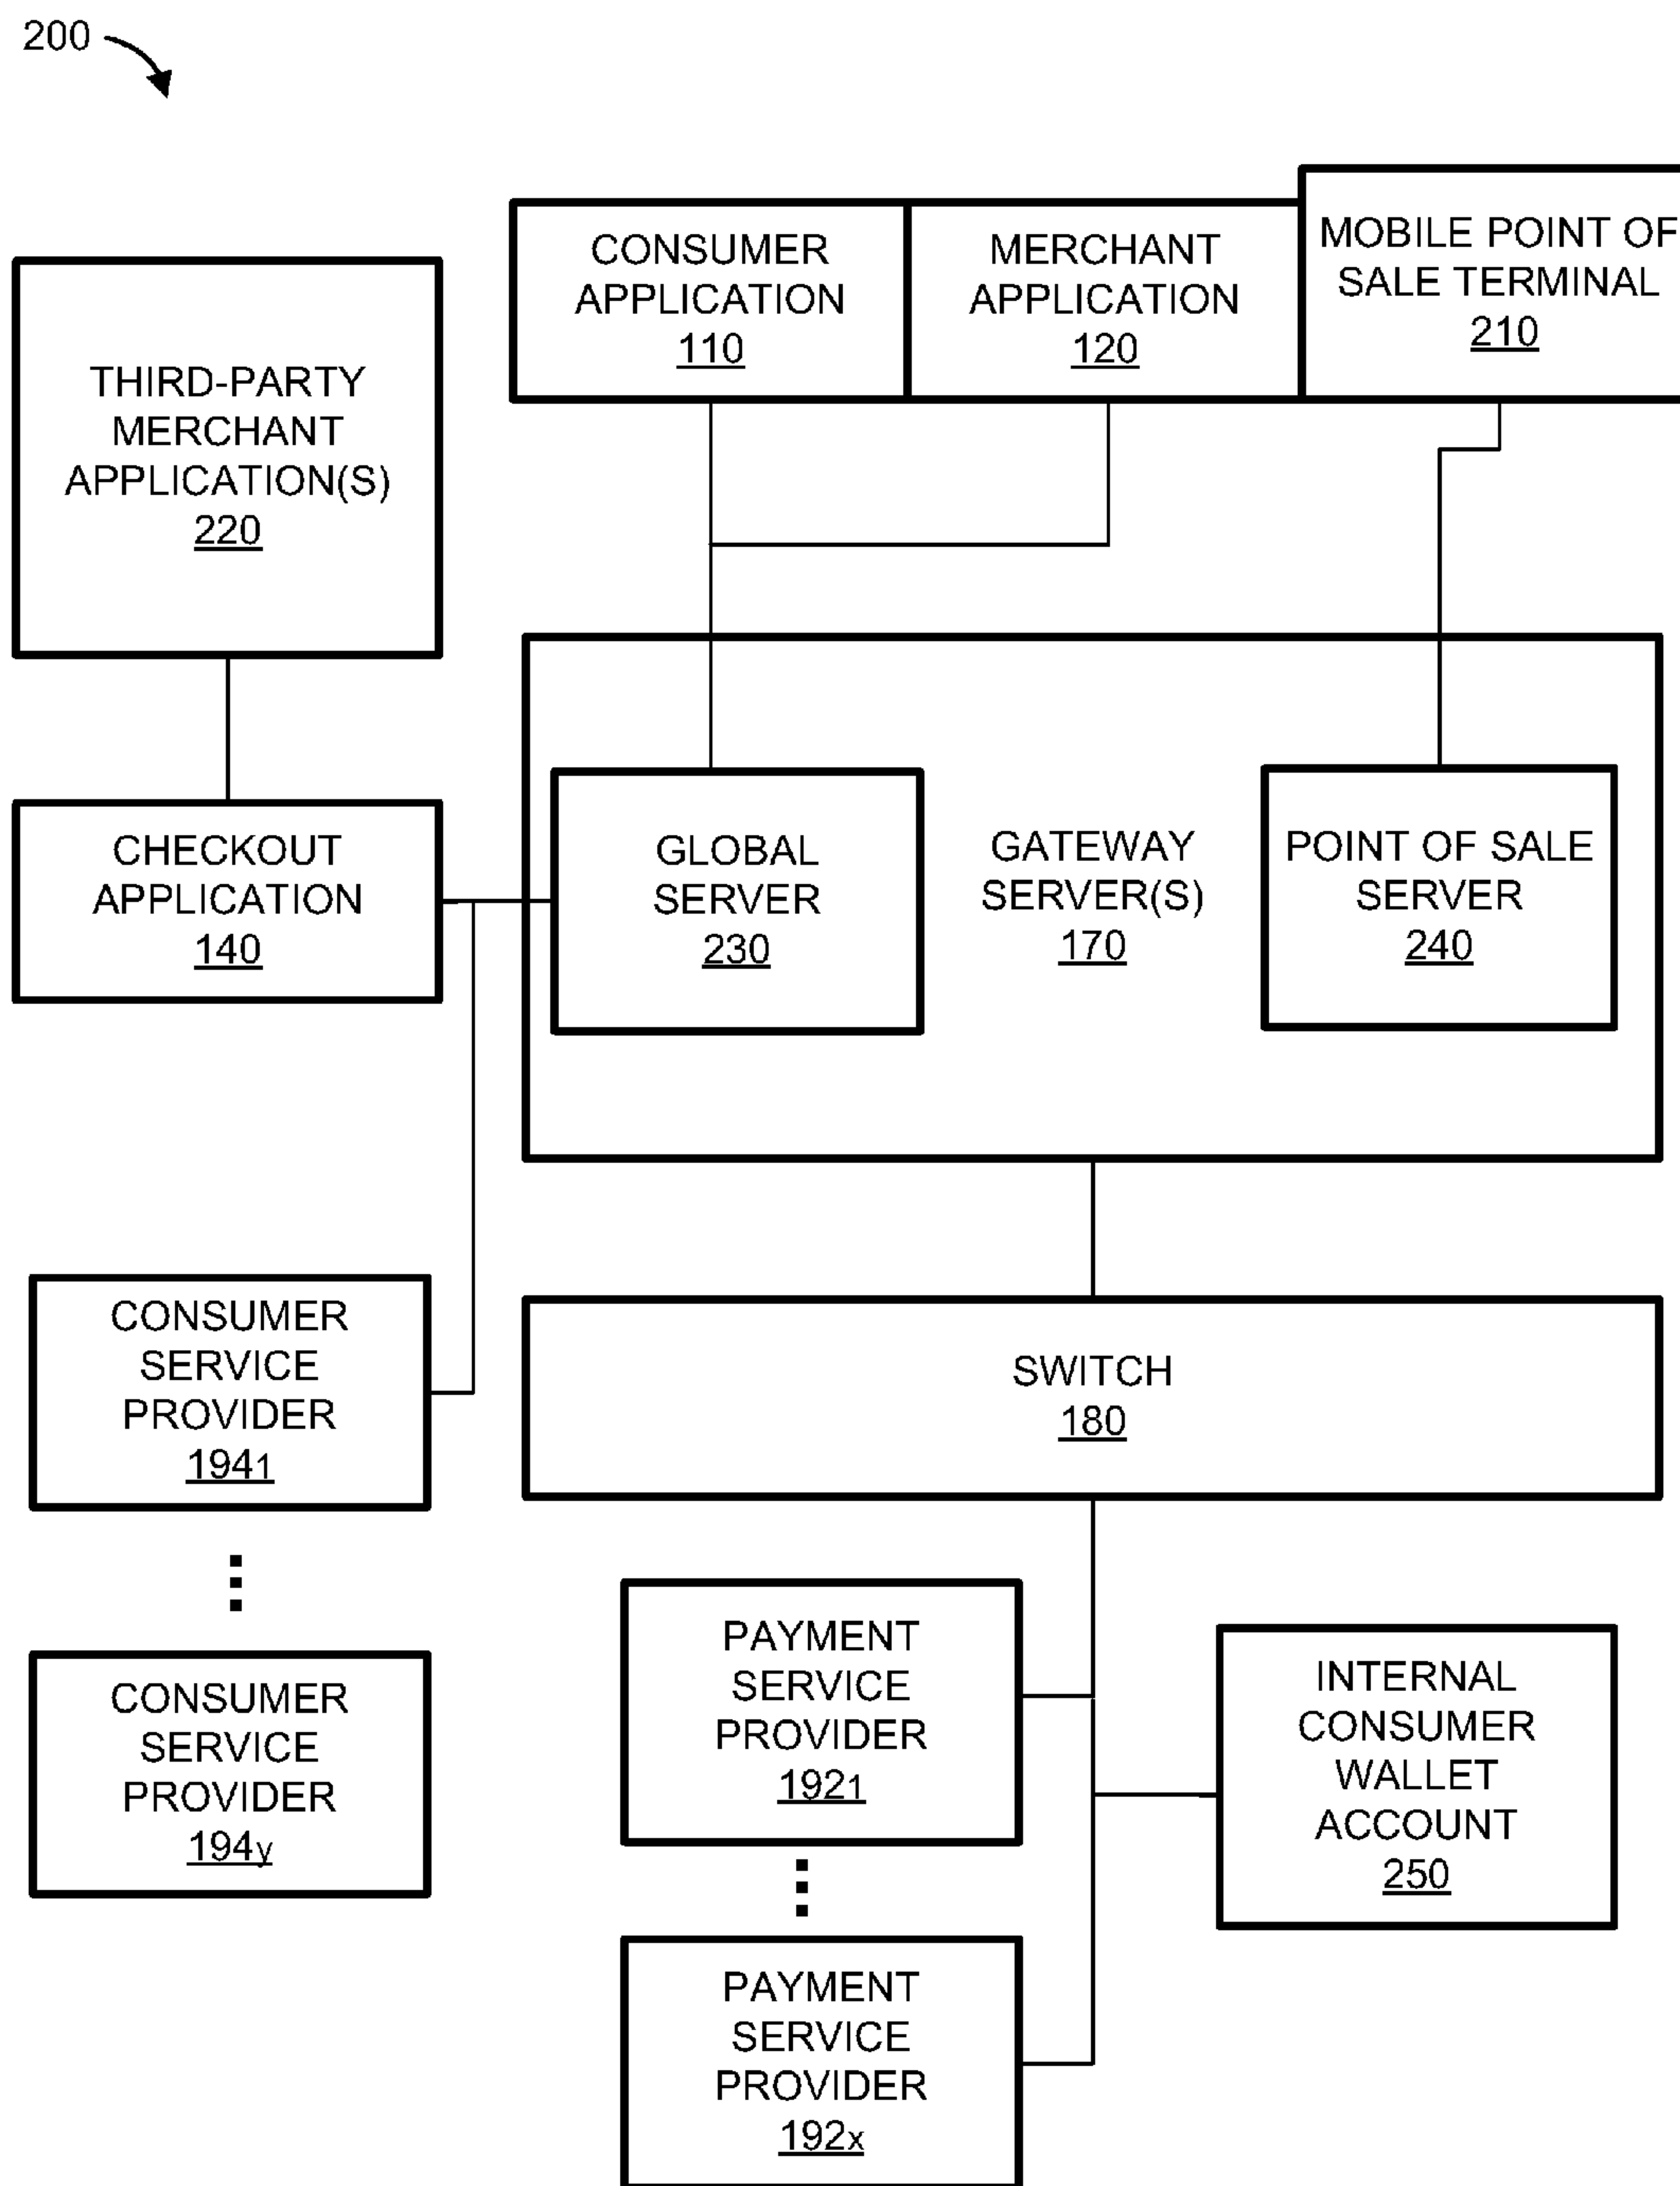 200
CONSUMER
APPLICATION
110
MERCHANT
APPLICATION
120
MOBILE POINT OF
SALE TERMINAL
210
THIRD-PARTY
MERCHANT
APPLICATION(S)
220
CHECKOUT
APPLICATION
140
GLOBAL
SERVER
230
GATEWAY
SERVER(S)
170
POINT OF SALE
SERVER
240
CONSUMER
SERVICE
PROVIDER
1941
SWITCH
180
CONSUMER
SERVICE
PROVIDER
194y
PAYMENT
SERVICE
PROVIDER
1921
INTERNAL
CONSUMER
WALLET
ACCOUNT
250
PAYMENT
SERVICE
PROVIDER
192x